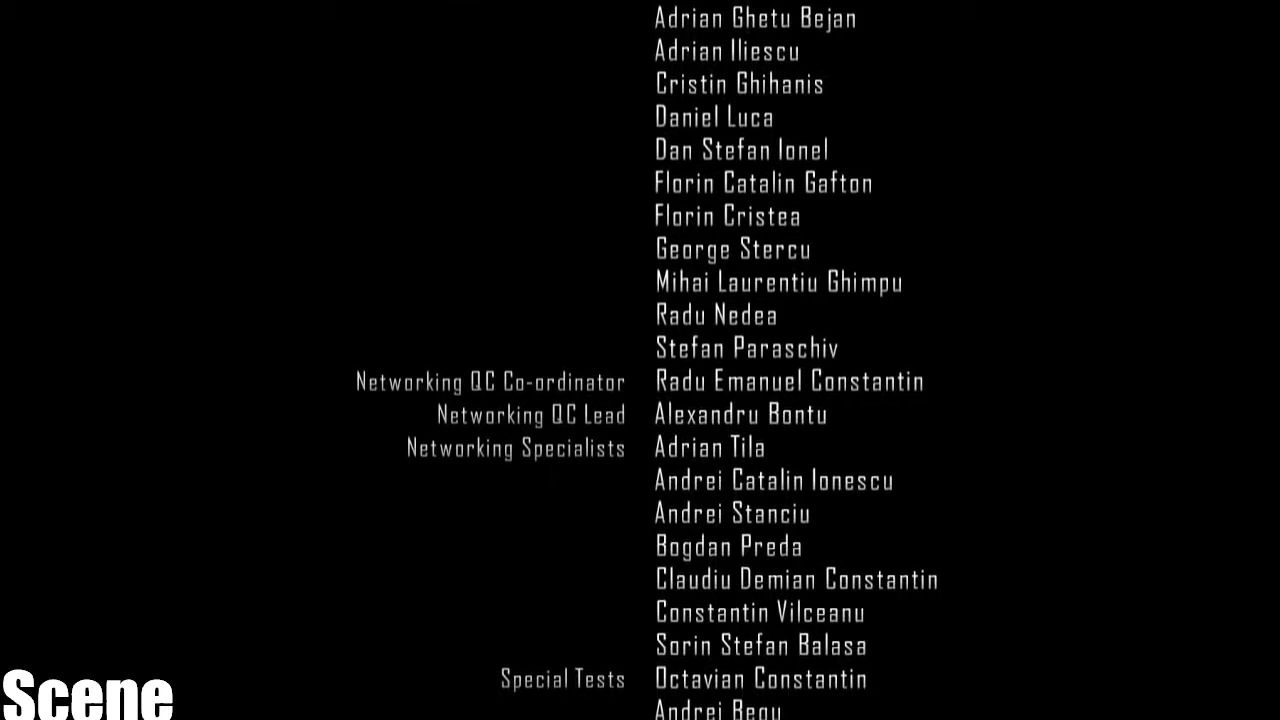 Adrian Ghetu Bejan
Adrian Iliescu
Cristin Ghihanis
Daniel Luca
Dan Stefan Ionel
Florin Catalin Gafton
Florin Cristea
George Stercu
Mihai Laurentiu Ghimpu
Radu Nedea
Stefan Paraschiv
Networking QC Co-ordinator Radu Emanuel Constantin
Networking QC Lead Alexandru Bontu
Networking Specialists Adrian Tila
Andrei Catalin Ionescu
Andrei Stanciu
Bogdan Preda
Claudiu Demian Constantin
Constantin Vilceanu
Sorin Stefan Balasa
Special Tests Octavian Constantin
Andrei Begu
Scene